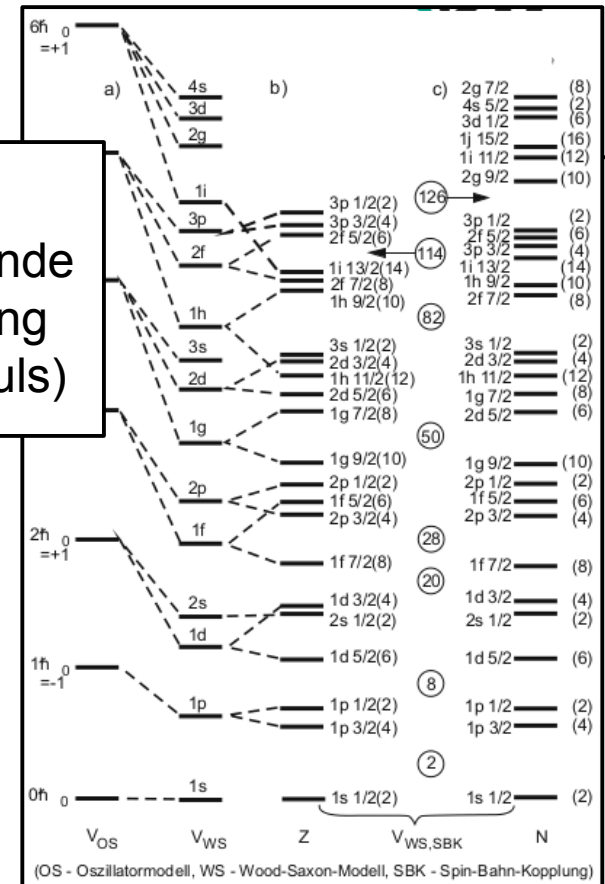 6ħ 0
=+1
a)
b)
c)
4s
3d
2g
1i
3p
2f
1h
3s
2d
1g
2p
1f
2ħ 0
=+1
2s
1d
1ħ 0
=-1
1p
0ħ 0
1s
nde
ng
uls)
3p 1/2(2)
3p 3/2(4)
2f 5/2(6)
1i 13/2(14)
2f 7/2(8)
1h 9/2(10)
3s 1/2(2)
2d 3/2(4)
1h 11/2(12)
2d 5/2(6)
1g 7/2(8)
1g 9/2(10)
2p 1/2(2)
1f 5/2(6)
2p 3/2(4)
1f 7/2(8)
1d 3/2(4)
2s 1/2(2)
1d 5/2(6)
1p 1/2(2)
1p 3/2(4)
1s 1/2(2)
126
114
82
50
28
20
8
2
2g 7/2 (8)
4s 5/2 (2)
3d 1/2 (6)
1j 15/2 (16)
1i 11/2 (12)
2g 9/2 (10)
3p 1/2 (2)
2f 5/2 (6)
3p 3/2 (4)
1i 13/2 (14)
1h 9/2 (10)
2f 7/2 (8)
3s 1/2 (2)
2d 3/2 (4)
1h 11/2 (12)
1g 7/2 (8)
2d 5/2 (6)
1g 9/2 (10)
2p 1/2 (2)
1f 5/2 (6)
2p 3/2 (4)
1f 7/2 (8)
1d 3/2 (4)
2s 1/2 (2)
1d 5/2 (6)
1p 1/2 (2)
1p 3/2 (4)
1s 1/2 (2)
V_OS V_WS Z V_WS,SBK N
(OS - Oszillatormodell, WS - Wood-Saxon-Modell, SBK - Spin-Bahn-Kopplung)